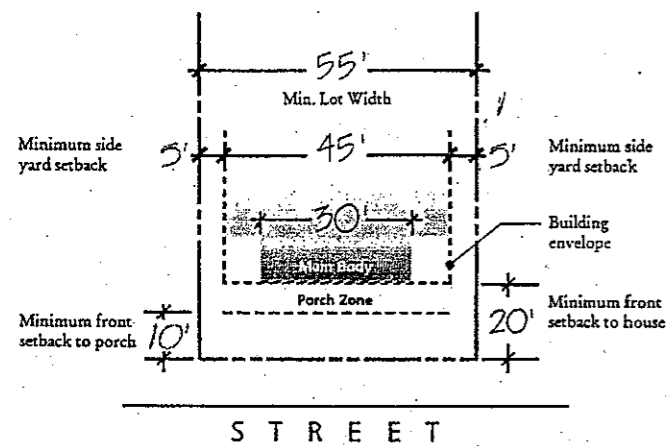 55'
Min. Lot Width
Minimum side
yard setback
5'
45'
5'
Minimum side
yard setback
30'
Building
envelope
Main Body
Porch Zone
Minimum front
setback to porch
10'
20'
Minimum front
setback to house
STREET